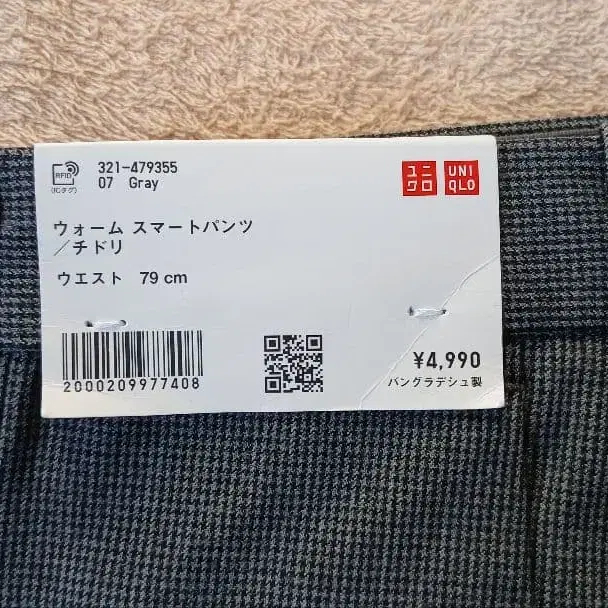 RFID
(ICタグ)
321-479355
07 Gray
ユニクロ
UNIQLO
ウォーム スマートパンツ
／チドリ
ウエスト 79 cm
2000209977408
¥4,990
バングラデシュ製